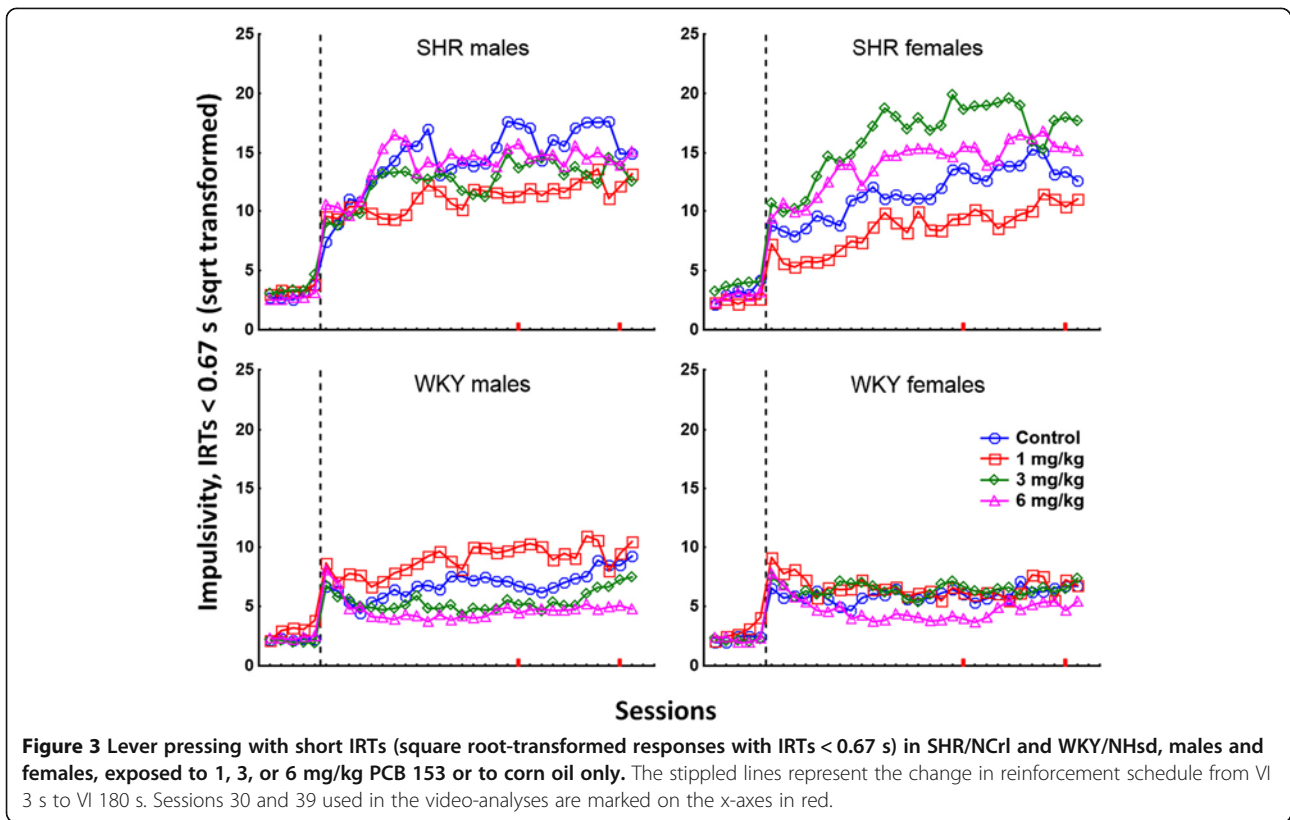 Impulsivity, IRTs < 0.67 s (sqrt transformed)
SHR males
25
20
15
10
5
0
SHR females
25
20
15
10
5
0
WKY males
25
20
15
10
5
0
WKY females
25
20
15
10
5
0
Control
1 mg/kg
3 mg/kg
6 mg/kg
Sessions
Figure 3 Lever pressing with short IRTs (square root-transformed responses with IRTs < 0.67 s) in SHR/NCrl and WKY/NHsd, males and
females, exposed to 1, 3, or 6 mg/kg PCB 153 or to corn oil only. The stippled lines represent the change in reinforcement schedule from VI
3 s to VI 180 s. Sessions 30 and 39 used in the video-analyses are marked on the x-axes in red.